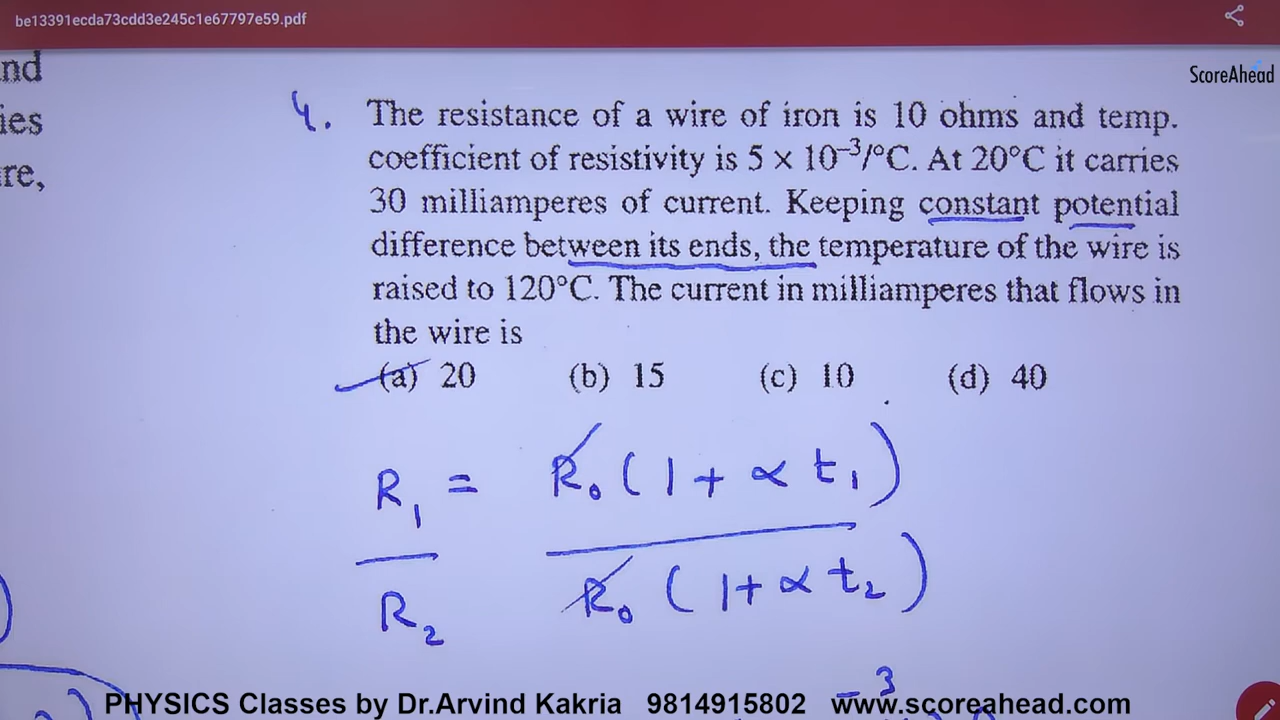 be13391ecda73cdd3e245c1e67797e59.pdf
ScoreAhead
nd
ies
re,
4. The resistance of a wire of iron is 10 ohms and temp.
coefficient of resistivity is 5 × 10⁻³/°C. At 20°C it carries
30 milliamperes of current. Keeping constant potential
difference between its ends, the temperature of the wire is
raised to 120°C. The current in milliamperes that flows in
the wire is
(a) 20 (b) 15 (c) 10 (d) 40
R₁ = R₀ (1 + α t₁)
R₂ R₀ (1 + α t₂)
-3
PHYSICS Classes by Dr.Arvind Kakria 9814915802 www.scoreahead.com